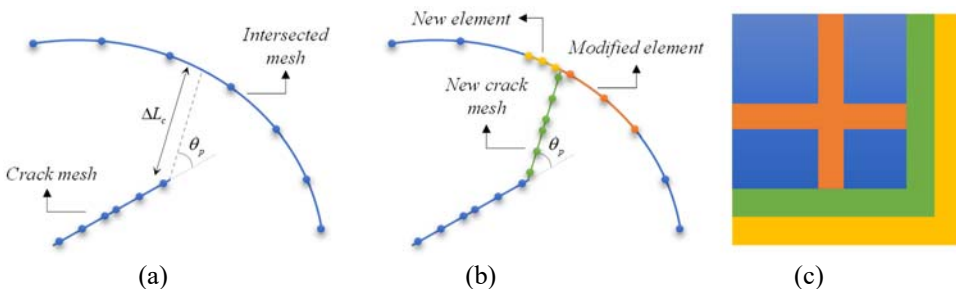 Intersected
mesh
ΔL_c
θ_p
Crack mesh
New element
Modified element
New crack
mesh
θ_p
(a)
(b)
(c)